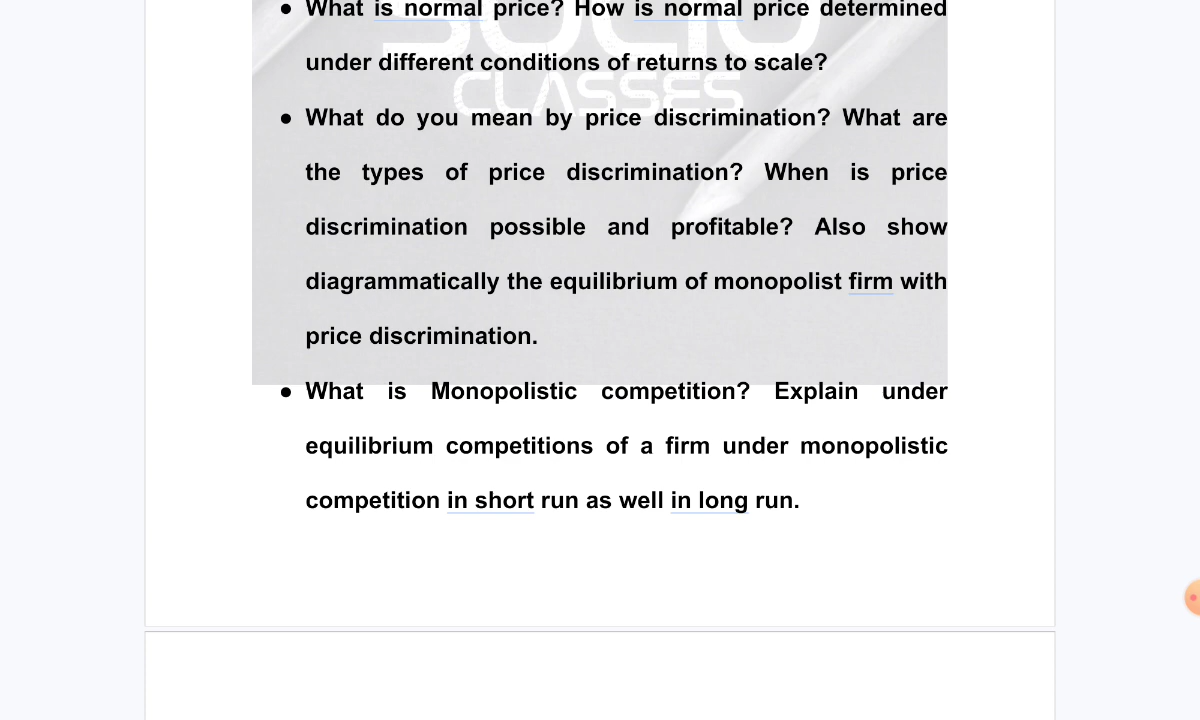 • What is normal price? How is normal price determined
under different conditions of returns to scale?
CLASSES
• What do you mean by price discrimination? What are
the types of price discrimination? When is price
discrimination possible and profitable? Also show
diagrammatically the equilibrium of monopolist firm with
price discrimination.
• What is Monopolistic competition? Explain under
equilibrium competitions of a firm under monopolistic
competition in short run as well in long run.